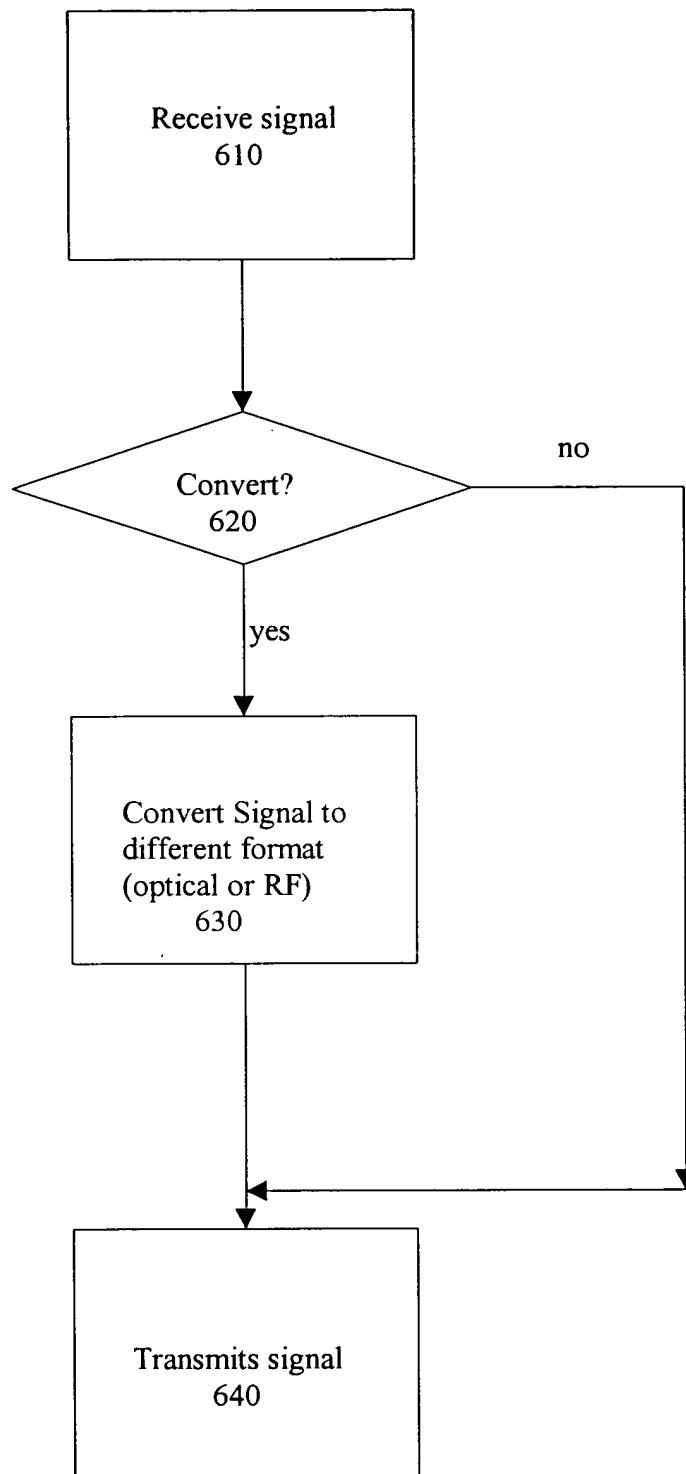 Receive signal
610
Convert?
620
no
yes
Convert Signal to
different format
(optical or RF)
630
Transmits signal
640